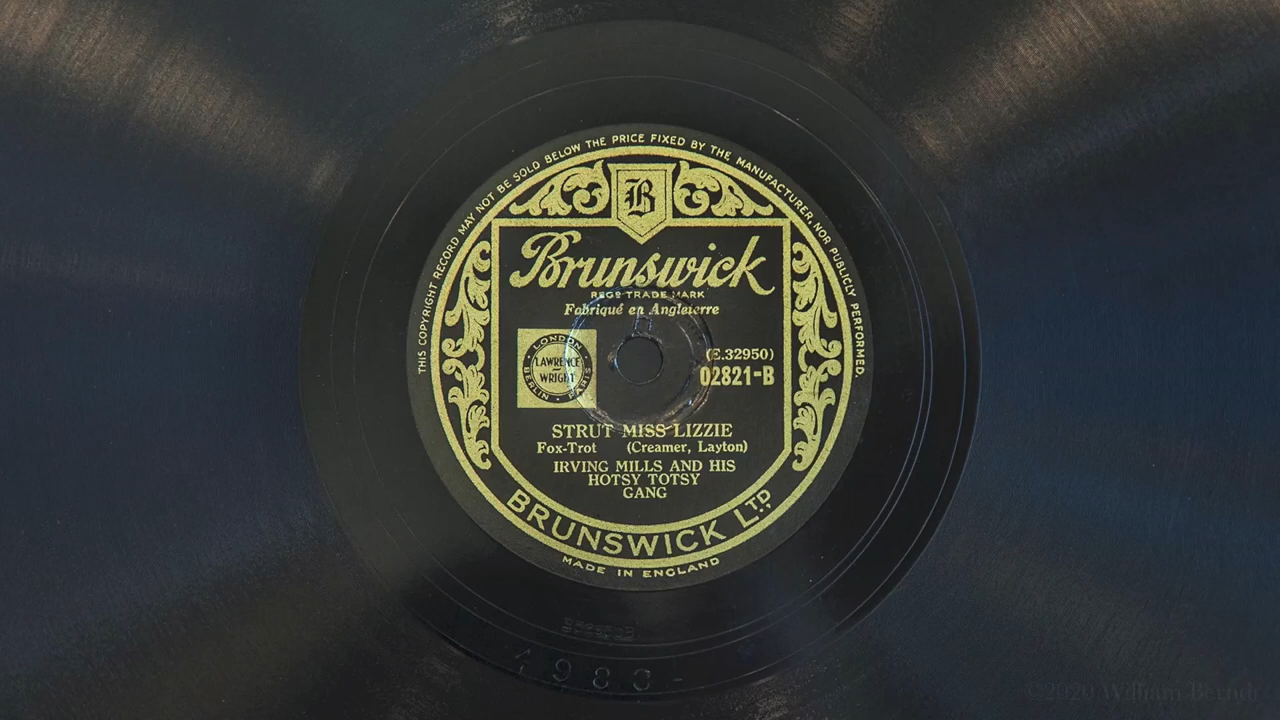 THIS COPYRIGHT RECORD MAY NOT BE SOLD BELOW THE PRICE FIXED BY THE MANUFACTURER, NOR PUBLICLY PERFORMED.
B
Brunswick
REGD TRADE MARK
Fabriqué en Angleterre
LONDON
LAWRENCE
WRIGHT
BERLIN PARIS
(E.32950)
02821-B
STRUT MISS LIZZIE
Fox-Trot (Creamer, Layton)
IRVING MILLS AND HIS
HOTSY TOTSY
GANG
BRUNSWICK LTD.
MADE IN ENGLAND
©2020 William